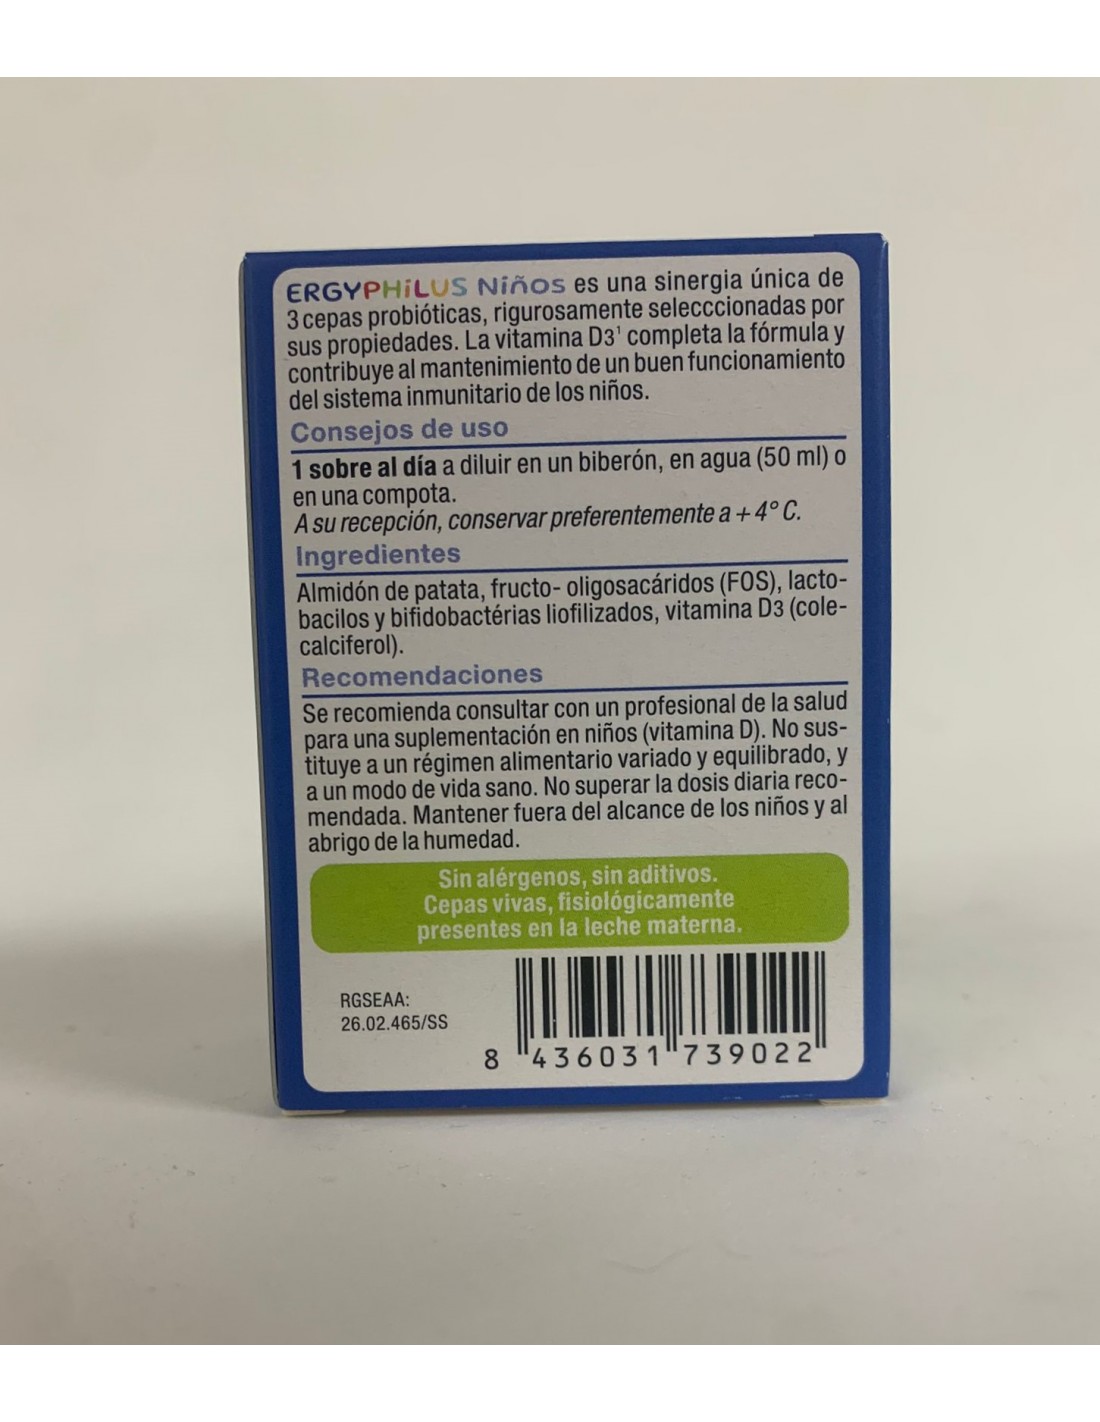 ERGYPHiLUS Niños es una sinergia única de
3 cepas probióticas, rigurosamente selecccionadas por
sus propiedades. La vitamina D3¹ completa la fórmula y
contribuye al mantenimiento de un buen funcionamiento
del sistema inmunitario de los niños.
Consejos de uso
1 sobre al día a diluir en un biberón, en agua (50 ml) o
en una compota.
A su recepción, conservar preferentemente a + 4° C.
Ingredientes
Almidón de patata, fructo- oligosacáridos (FOS), lacto-
bacilos y bifidobactérias liofilizados, vitamina D3 (cole-
calciferol).
Recomendaciones
Se recomienda consultar con un profesional de la salud
para una suplementación en niños (vitamina D). No sus-
tituye a un régimen alimentario variado y equilibrado, y
a un modo de vida sano. No superar la dosis diaria reco-
mendada. Mantener fuera del alcance de los niños y al
abrigo de la humedad.
Sin alérgenos, sin aditivos.
Cepas vivas, fisiológicamente
presentes en la leche materna.
RGSEAA:
26.02.465/SS
8 436031 739022